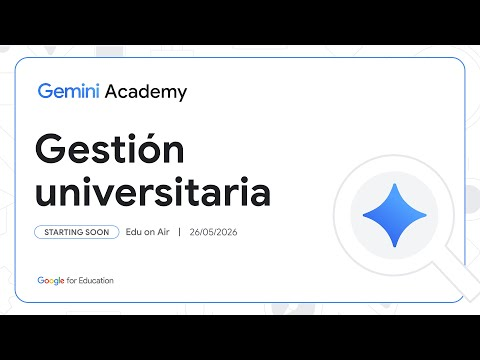 Gemini Academy
Gestión
universitaria
STARTING SOON Edu on Air | 26/05/2026
Google for Education